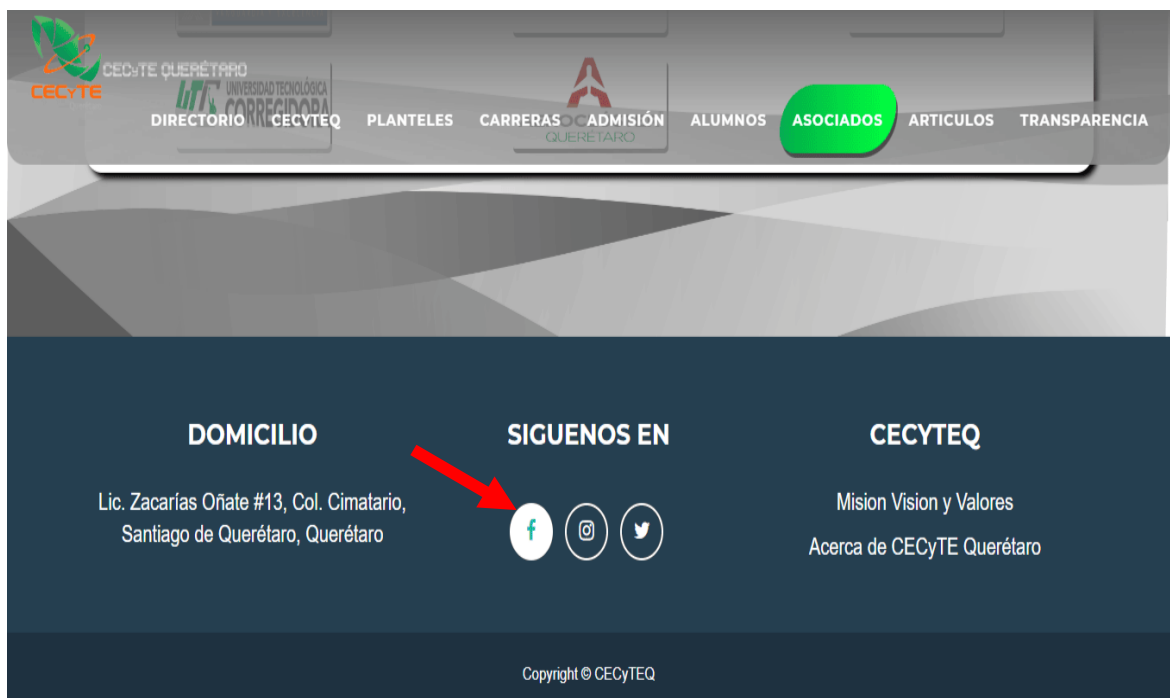 CECyTE QUERÉTARO
CECYTE
UNIVERSIDAD TECNOLÓGICA
CORREGIDORA
QUERÉTARO
DIRECTORIO CECYTEQ PLANTELES CARRERAS ADMISIÓN ALUMNOS ASOCIADOS ARTICULOS TRANSPARENCIA
DOMICILIO
Lic. Zacarías Oñate #13, Col. Cimatario,
Santiago de Querétaro, Querétaro
SIGUENOS EN
CECYTEQ
Mision Vision y Valores
Acerca de CECyTE Querétaro
Copyright © CECyTEQ